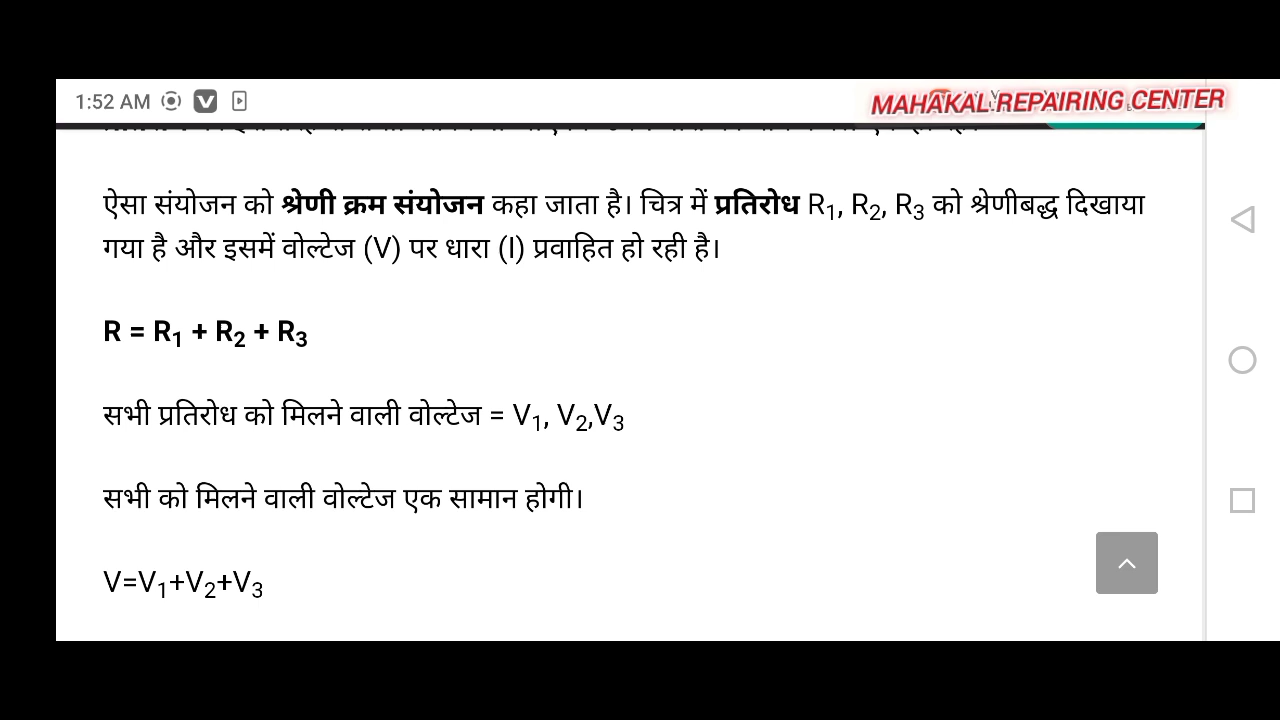 1:52 AM
MAHAKAL REPAIRING CENTER
ऐसा संयोजन को श्रेणी क्रम संयोजन कहा जाता है। चित्र में प्रतिरोध R₁, R₂, R₃ को श्रेणीबद्ध दिखाया
गया है और इसमें वोल्टेज (V) पर धारा (I) प्रवाहित हो रही है।
R = R₁ + R₂ + R₃
सभी प्रतिरोध को मिलने वाली वोल्टेज = V₁, V₂,V₃
सभी को मिलने वाली वोल्टेज एक सामान होगी।
V=V₁+V₂+V₃